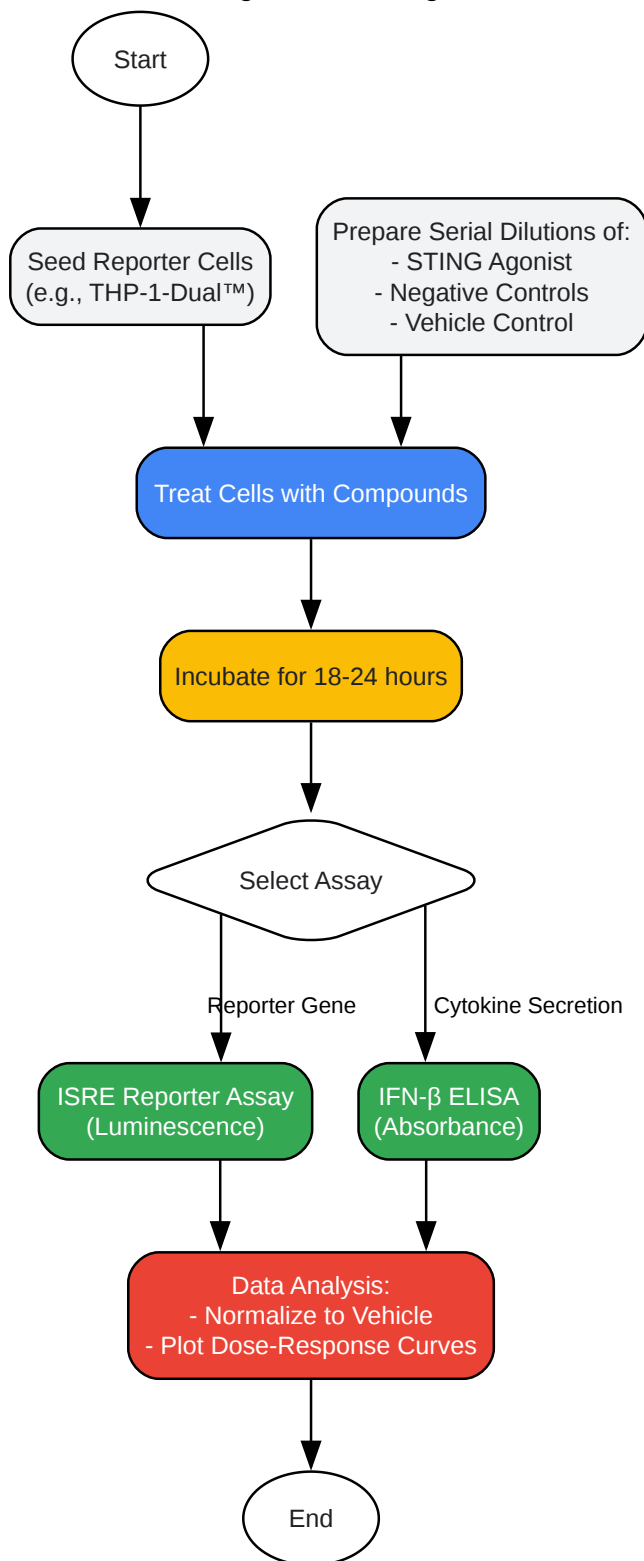 Start
Seed Reporter Cells
(e.g., THP-1-Dual™)
Prepare Serial Dilutions of:
- STING Agonist
- Negative Controls
- Vehicle Control
Treat Cells with Compounds
Incubate for 18-24 hours
Select Assay
Reporter Gene
Cytokine Secretion
ISRE Reporter Assay
(Luminescence)
IFN-β ELISA
(Absorbance)
Data Analysis:
- Normalize to Vehicle
- Plot Dose-Response Curves
End